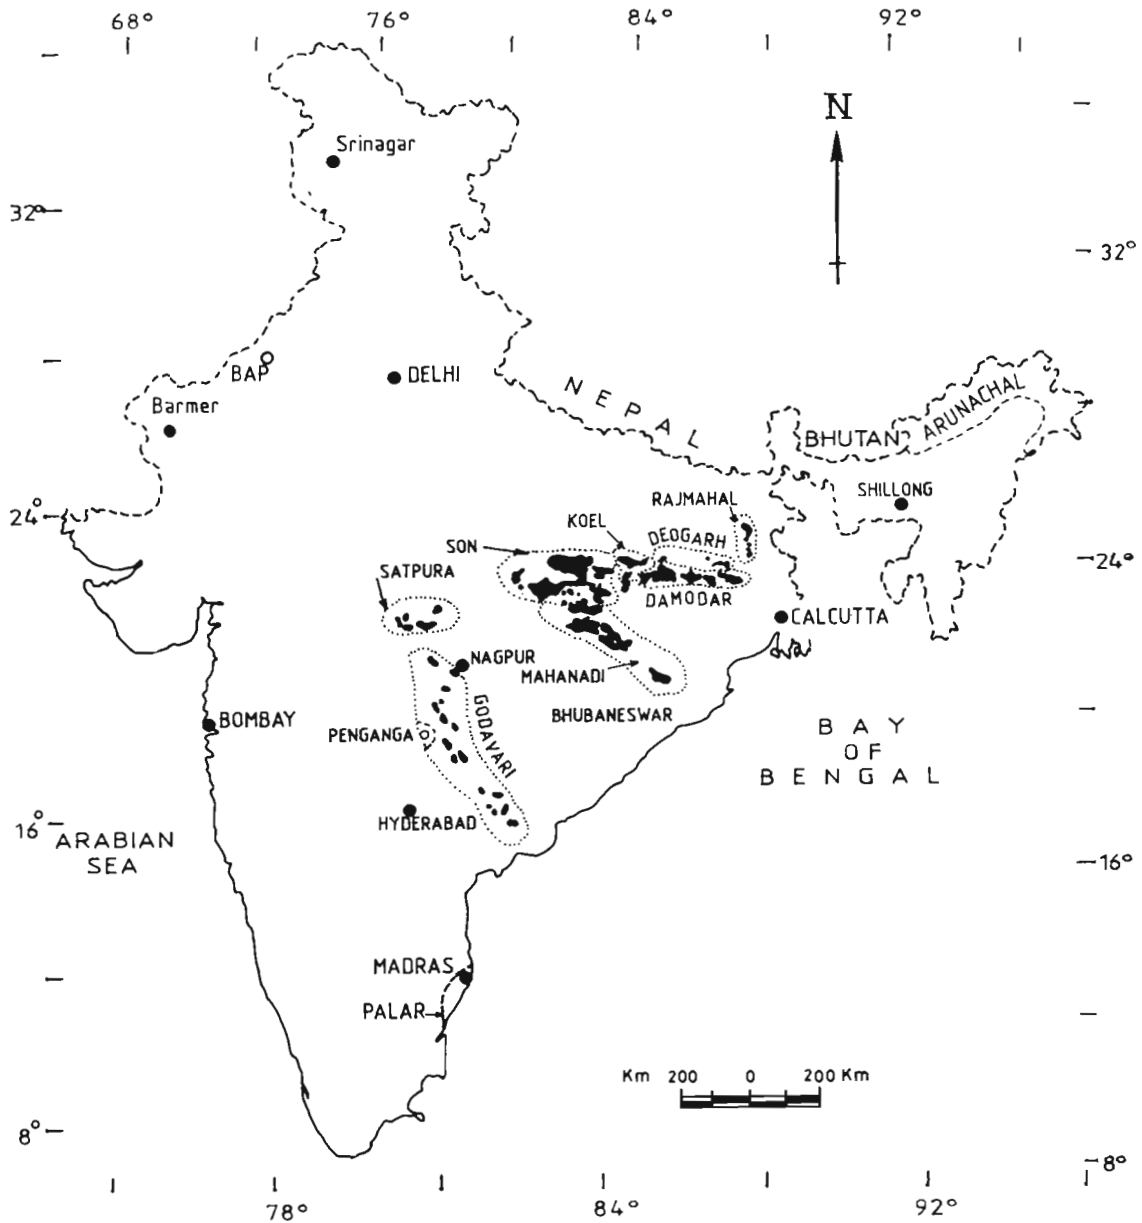 68°
76°
84°
92°
N
Srinagar
32°
32°
BAP
DELHI
Barmer
NEPAL
ARUNACHAL
BHUTAN
RAJMAHAL
SHILLONG
24°
KOEL
DEOGARH
SON
24°
SATPURA
DAMODAR
CALCUTTA
NAGPUR
MAHANADI
GODAVARI
BHUBANESWAR
BOMBAY
PENGANGA
BAY
OF
BENGAL
16°
HYDERABAD
ARABIAN
SEA
16°
MADRAS
PALAR
Km 200 0 200 Km
8°
8°
78°
84°
92°